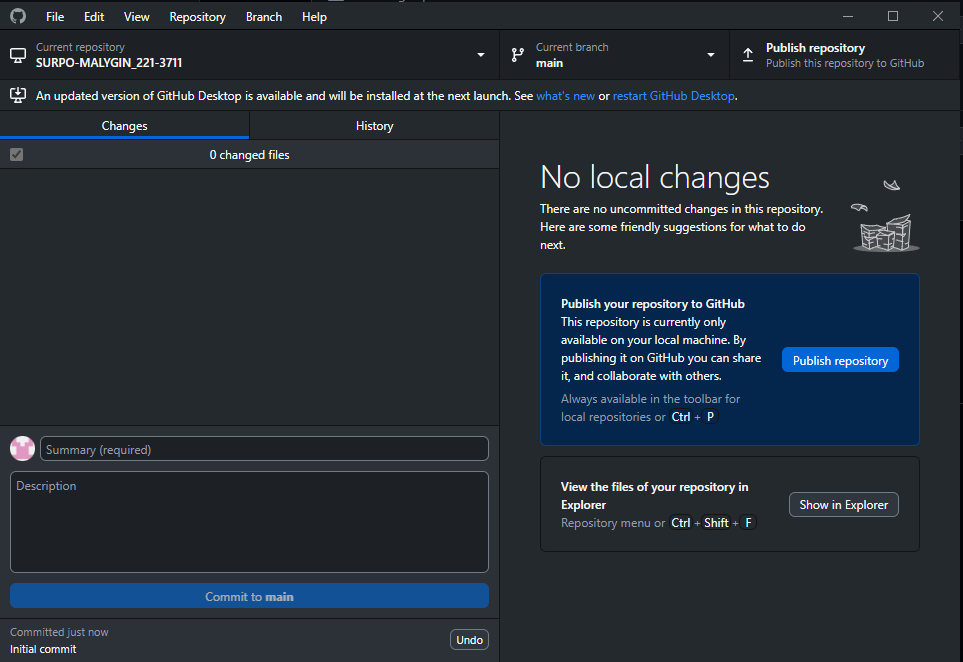 File Edit View Repository Branch Help
Current repository
SURPO-MALYGIN_221-3711
Current branch
main
Publish repository
Publish this repository to GitHub
An updated version of GitHub Desktop is available and will be installed at the next launch. See what's new or restart GitHub Desktop.
Changes
History
0 changed files
No local changes
There are no uncommitted changes in this repository.
Here are some friendly suggestions for what to do
next.
Publish your repository to GitHub
This repository is currently only
available on your local machine. By
publishing it on GitHub you can share
it, and collaborate with others.
Always available in the toolbar for
local repositories or Ctrl + P
Publish repository
View the files of your repository in
Explorer
Repository menu or Ctrl + Shift + F
Show in Explorer
Summary (required)
Description
Commit to main
Committed just now
Initial commit
Undo